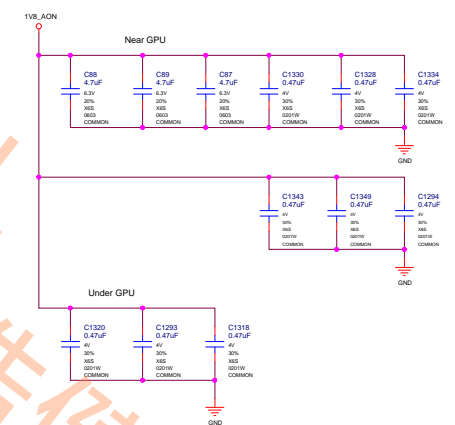 1V8_AON
Near GPU
C88 C89 C87 C1330 C1328 C1334
4.7uF 4.7uF 4.7uF 0.47uF 0.47uF 0.47uF
6.3V 6.3V 6.3V 4V 4V 4V
20% 20% 20% 30% 30% 30%
X6S X6S X6S X6S X6S X6S
0603 0603 0603 0201W 0201W 0201W
COMMON COMMON COMMON COMMON COMMON COMMON
GND
C1343 C1349 C1294
0.47uF 0.47uF 0.47uF
4V 4V 4V
30% 30% 30%
X6S X6S X6S
0201W 0201W 0201W
COMMON COMMON COMMON
GND
Under GPU
C1320 C1293 C1318
0.47uF 0.47uF 0.47uF
4V 4V 4V
30% 30% 30%
X6S X6S X6S
0201W 0201W 0201W
COMMON COMMON COMMON
GND